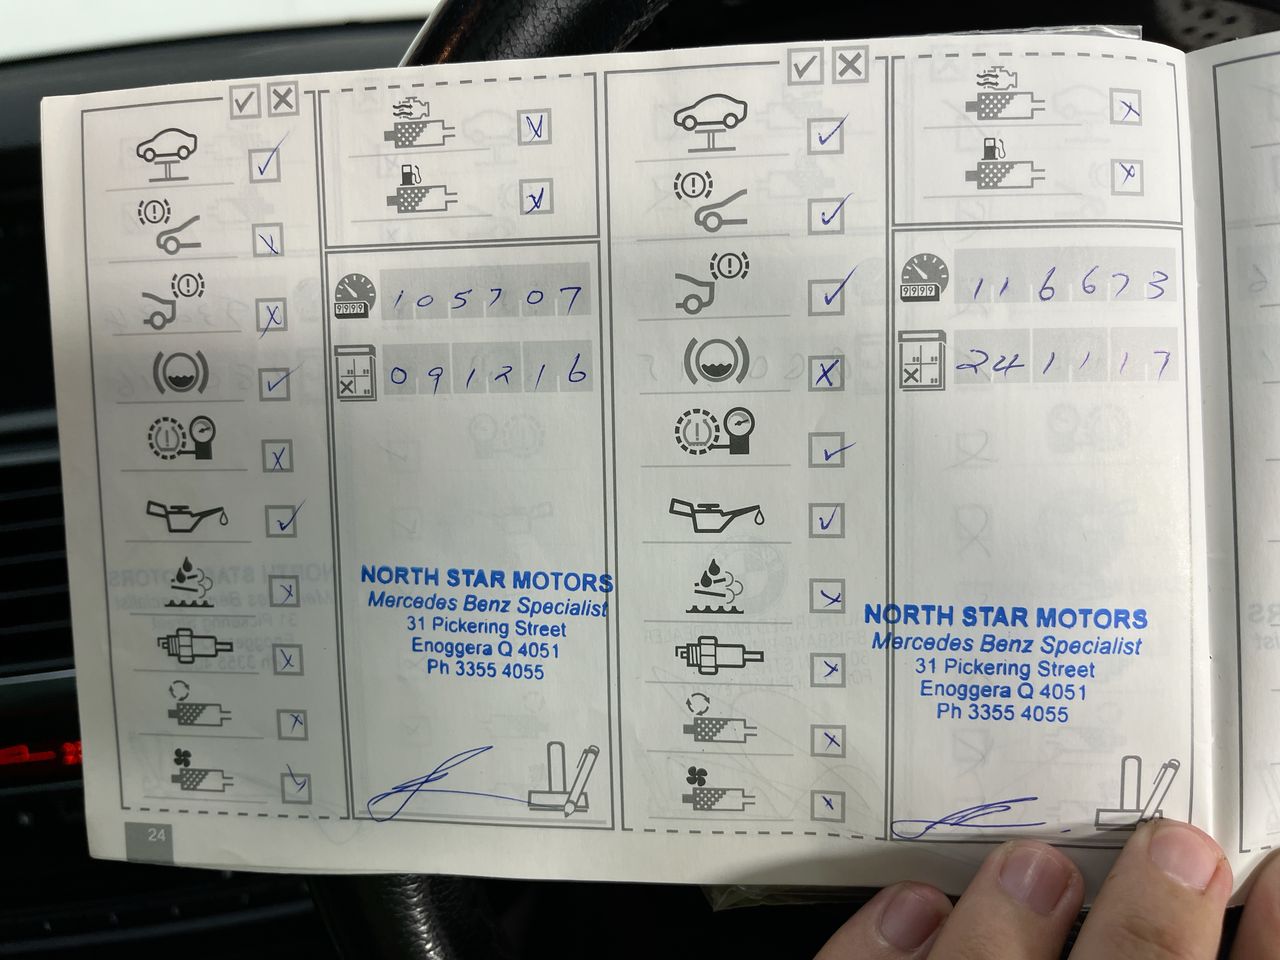 105707
091216
NORTH STAR MOTORS
Mercedes Benz Specialist
31 Pickering Street
Enoggera Q 4051
Ph 3355 4055
24
116673
241117
NORTH STAR MOTORS
Mercedes Benz Specialist
31 Pickering Street
Enoggera Q 4051
Ph 3355 4055